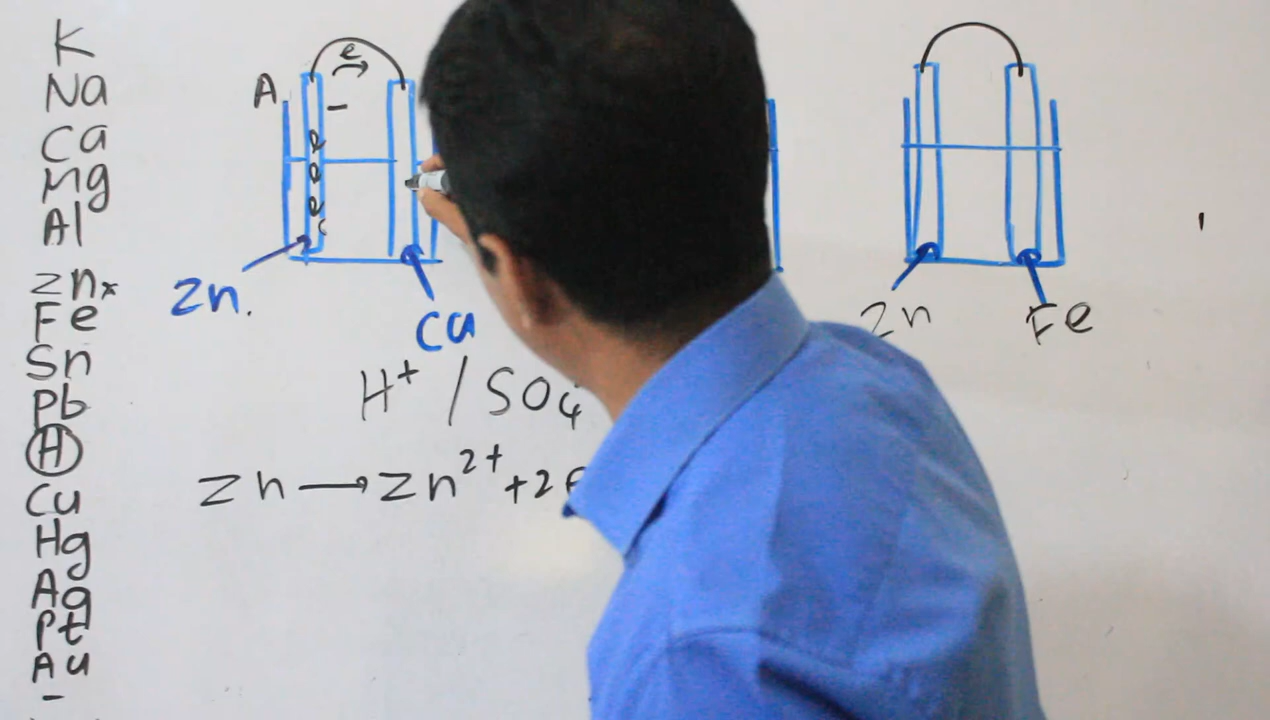 K
Na
Ca
Mg
Al
Zn x
Fe
Sn
Pb
H
Cu
Hg
Ag
Pt
Au
-
A
e
-
e
e
e
Zn.
Cu
Zn
Fe
H⁺ / SO₄
Zn → Zn²⁺ + 2e